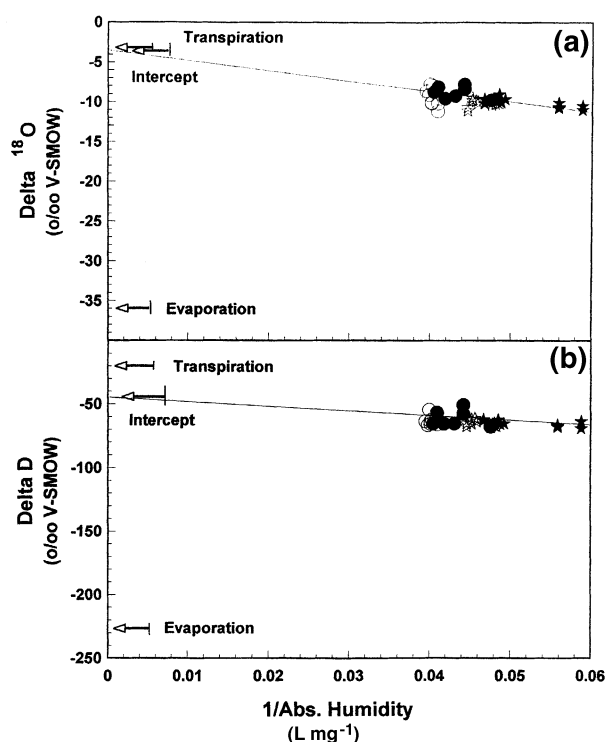 (a)
0
-5
-10
-15
-20
-25
-30
-35
Transpiration
Intercept
Evaporation
Delta 18O
(o/oo V-SMOW)
(b)
-50
-100
-150
-200
-250
Transpiration
Intercept
Evaporation
Delta D
(o/oo V-SMOW)
0 0.01 0.02 0.03 0.04 0.05 0.06
1/Abs. Humidity
(L mg-1)